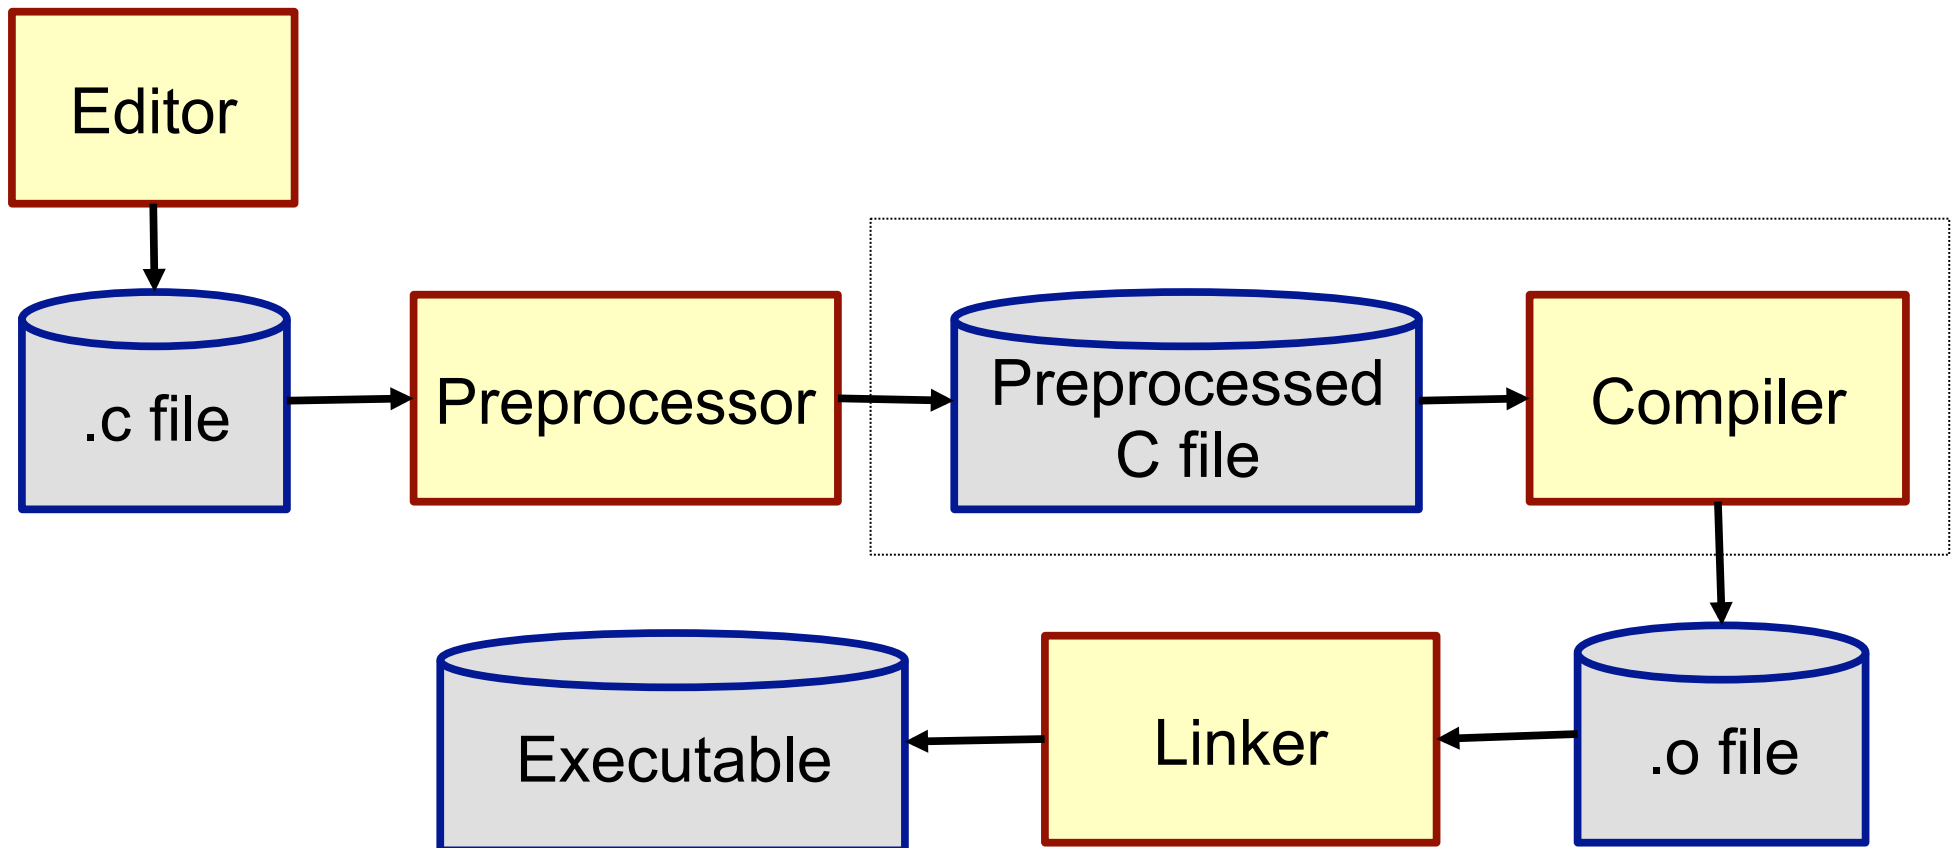 Editor
.c file
Preprocessor
Preprocessed
C file
Compiler
Executable
Linker
.o file